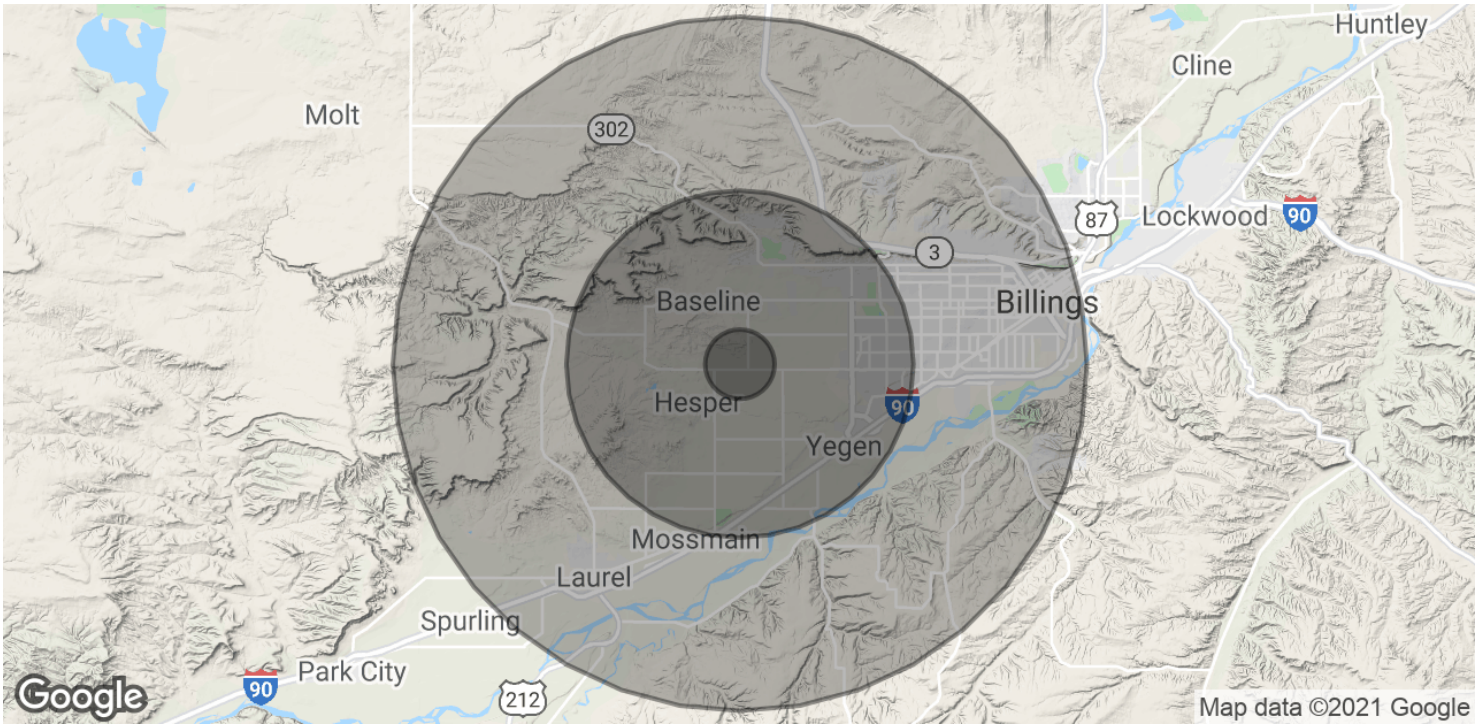 Huntley
Cline
Molt
302
87
Lockwood
90
3
Baseline
Billings
Hesper
90
Yegen
Mossmain
Laurel
Spurling
Park City
90
212
Google
Map data ©2021 Google